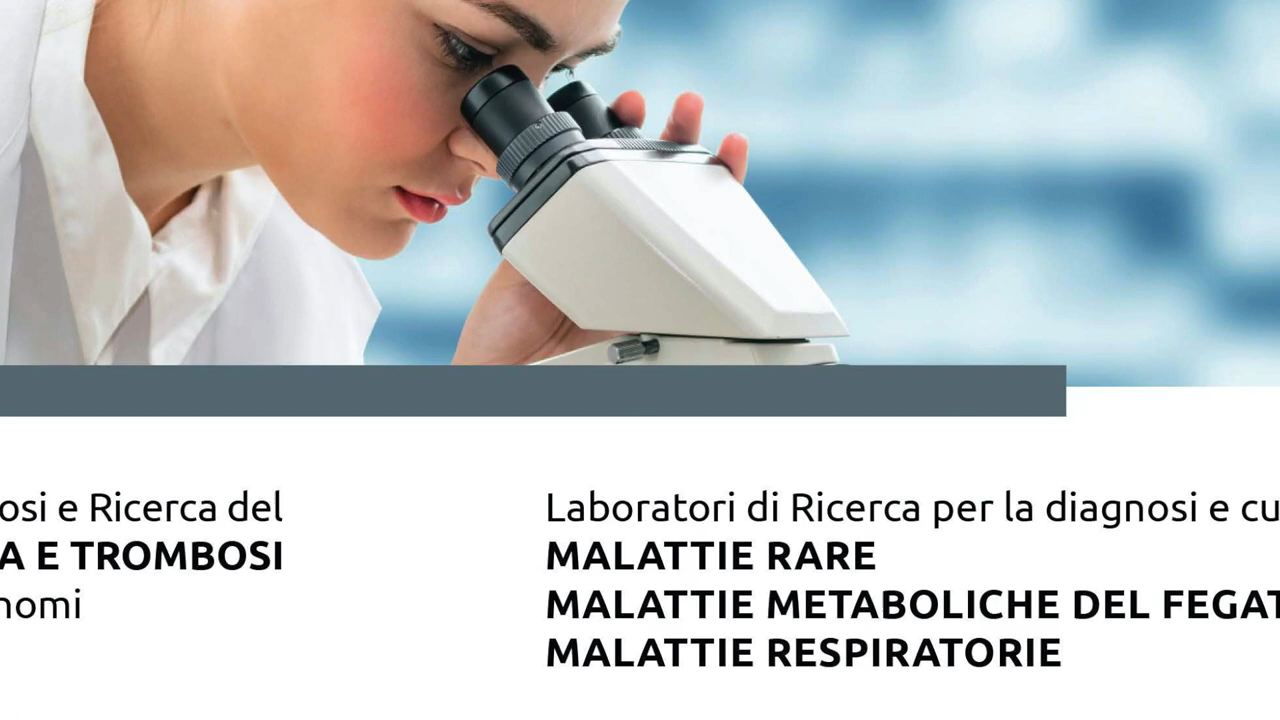 osi e Ricerca del
A E TROMBOSI
nomi
Laboratori di Ricerca per la diagnosi e cu
MALATTIE RARE
MALATTIE METABOLICHE DEL FEGAT
MALATTIE RESPIRATORIE